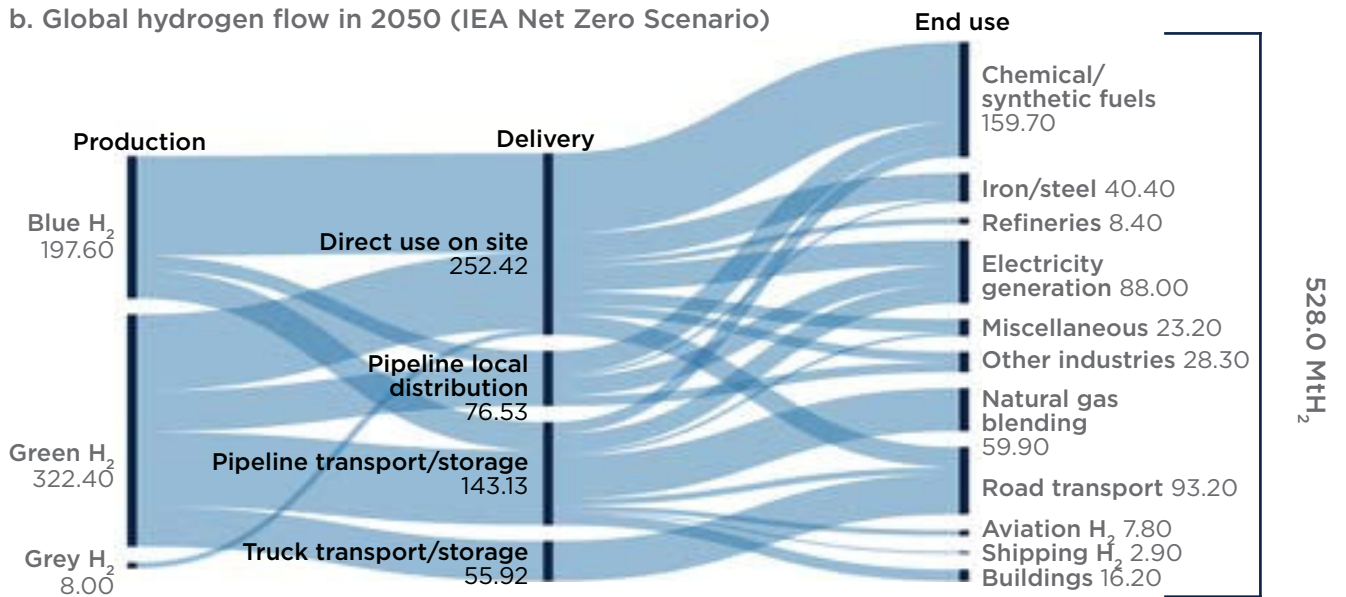 b. Global hydrogen flow in 2050 (IEA Net Zero Scenario)
Production
Blue H₂
197.60
Green H₂
322.40
Grey H₂
8.00
Delivery
Direct use on site
252.42
Pipeline local
distribution
76.53
Pipeline transport/storage
143.13
Truck transport/storage
55.92
End use
Chemical/
synthetic fuels
159.70
Iron/steel 40.40
Refineries 8.40
Electricity
generation 88.00
Miscellaneous 23.20
Other industries 28.30
Natural gas
blending
59.90
Road transport 93.20
Aviation H₂ 7.80
Shipping H₂ 2.90
Buildings 16.20
528.0 MtH₂